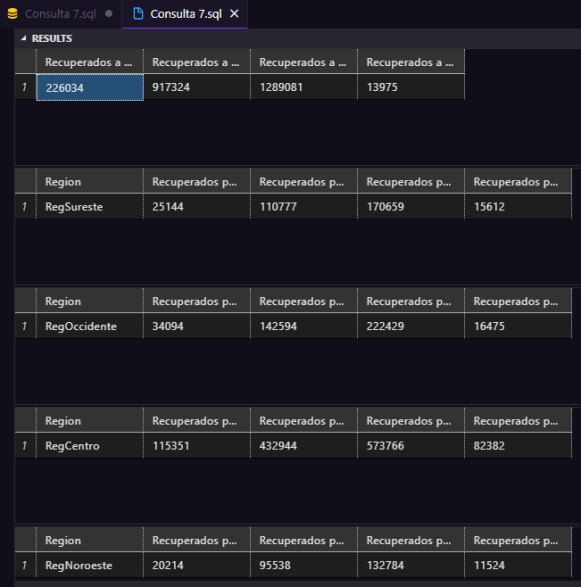 Consulta 7.sql Consulta 7.sql
RESULTS
Recuperados a ... Recuperados a ... Recuperados a ... Recuperados a ...
1 226034 917324 1289081 13975
Region Recuperados p... Recuperados p... Recuperados p... Recuperados p...
1 RegSureste 25144 110777 170659 15612
Region Recuperados p... Recuperados p... Recuperados p... Recuperados p...
1 RegOccidente 34094 142594 222429 16475
Region Recuperados p... Recuperados p... Recuperados p... Recuperados p...
1 RegCentro 115351 432944 573766 82382
Region Recuperados p... Recuperados p... Recuperados p... Recuperados p...
1 RegNoroeste 20214 95538 132784 11524